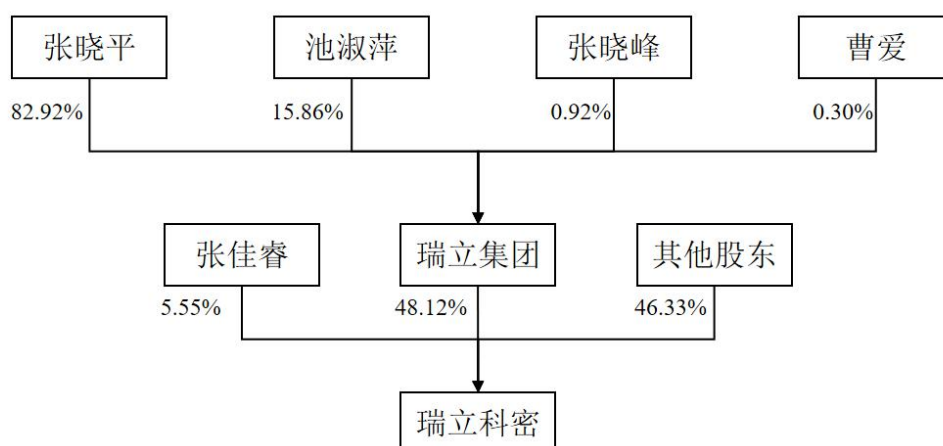 张晓平
池淑萍
张晓峰
曹爱
82.92%
15.86%
0.92%
0.30%
张佳睿
瑞立集团
其他股东
5.55%
48.12%
46.33%
瑞立科密